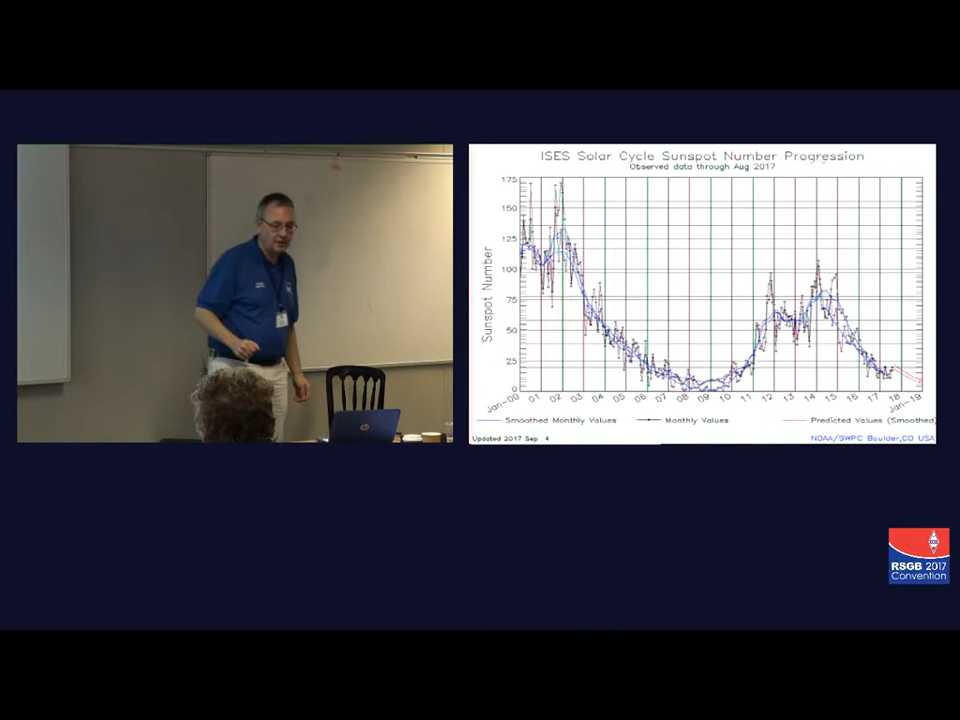 ISES Solar Cycle Sunspot Number Progression
Observed data through Aug 2017
Sunspot Number
175
150
125
100
75
50
25
0
Jan-00 01 02 03 04 05 06 07 08 09 10 11 12 13 14 15 16 17 18 Jan-19
Smoothed Monthly Values Monthly Values Predicted Values (Smoothed)
Updated 2017 Sep 4 NOAA/SWPC Boulder,CO USA
hp
RSGB 2017
Convention